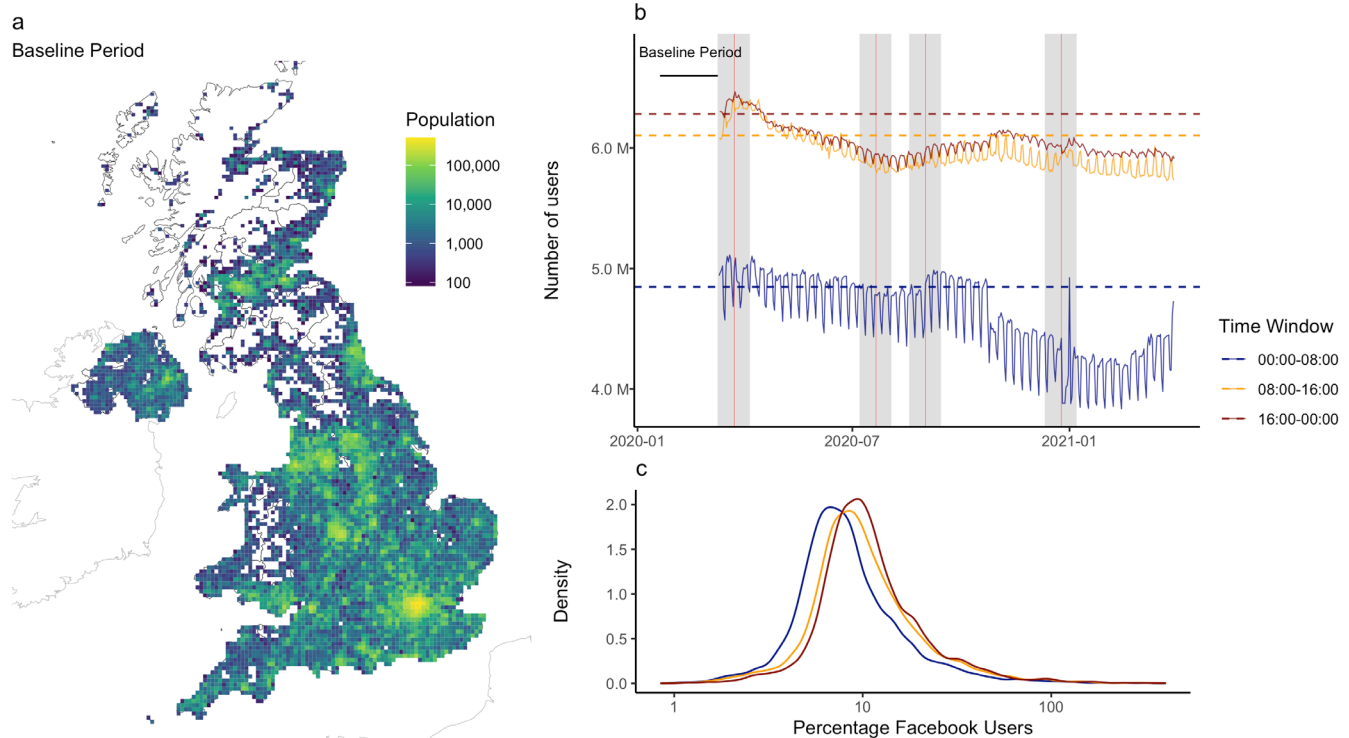 a
Baseline Period
Population
100,000
10,000
1,000
100
b
Baseline Period
Number of users
6.0 M
5.0 M
4.0 M
2020-01
2020-07
2021-01
Time Window
00:00-08:00
08:00-16:00
16:00-00:00
c
Density
2.0
1.5
1.0
0.5
0.0
1
10
100
Percentage Facebook Users